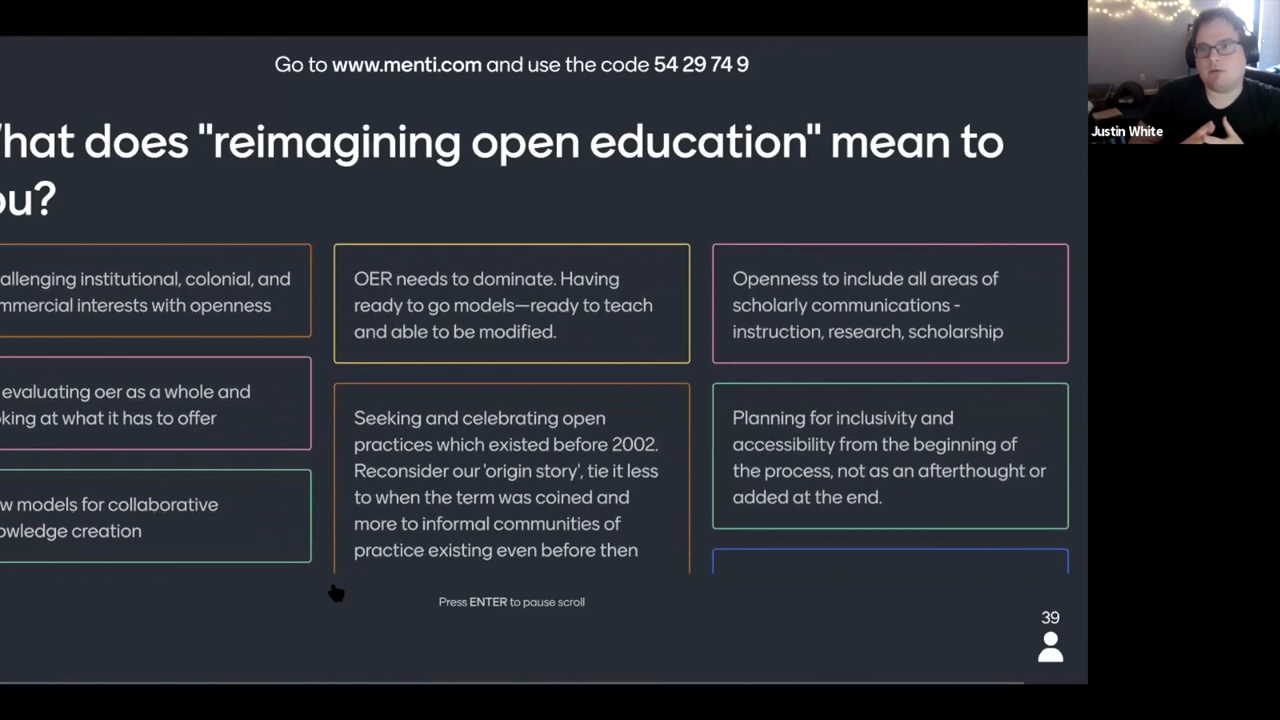 Go to www.menti.com and use the code 54 29 74 9
hat does "reimagining open education" mean to
ou?
allenging institutional, colonial, and
mmercial interests with openness
evaluating oer as a whole and
king at what it has to offer
w models for collaborative
owledge creation
OER needs to dominate. Having
ready to go models—ready to teach
and able to be modified.
Seeking and celebrating open
practices which existed before 2002.
Reconsider our 'origin story', tie it less
to when the term was coined and
more to informal communities of
practice existing even before then
Openness to include all areas of
scholarly communications -
instruction, research, scholarship
Planning for inclusivity and
accessibility from the beginning of
the process, not as an afterthought or
added at the end.
Press ENTER to pause scroll
39
Justin White